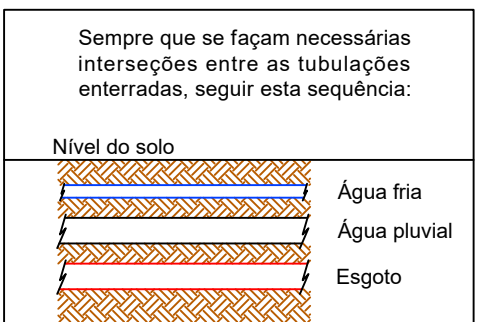 Sempre que se façam necessárias
interseções entre as tubulações
enterradas, seguir esta sequência:
Nível do solo
Água fria
Água pluvial
Esgoto